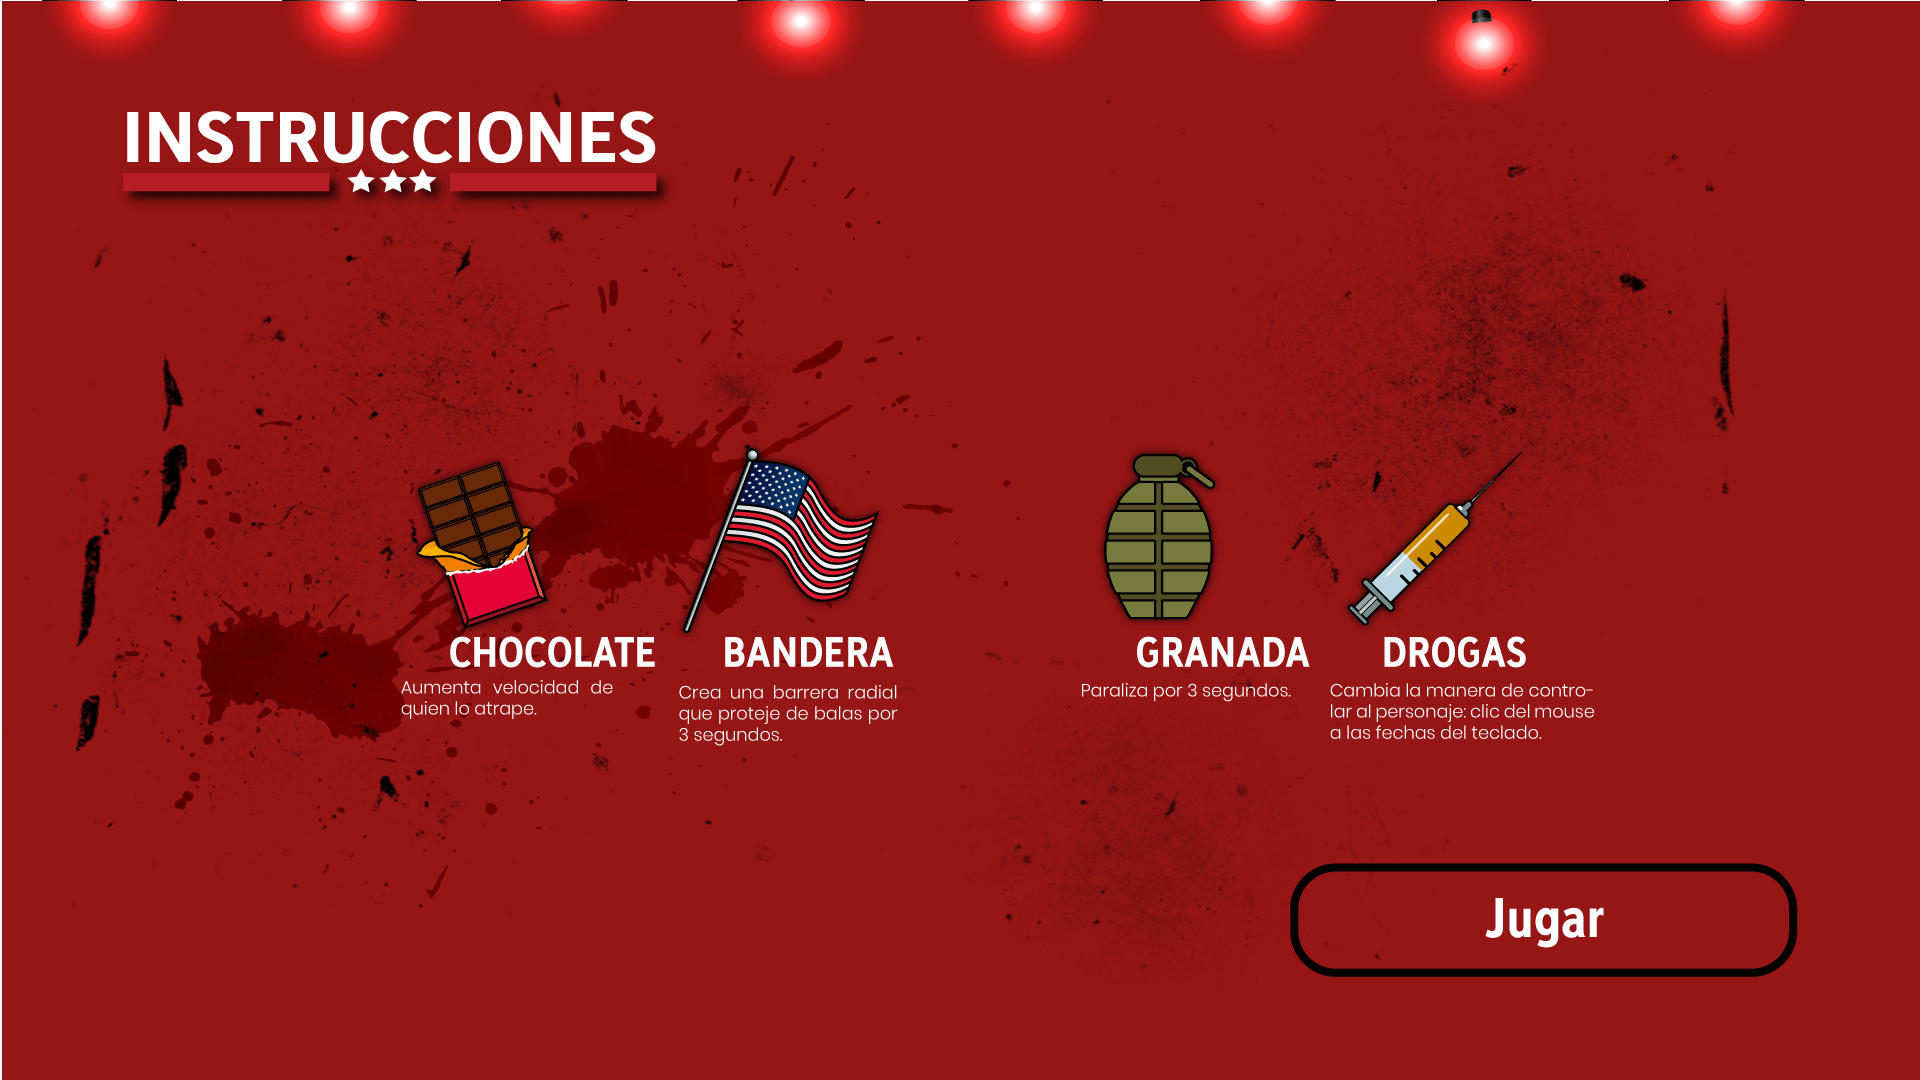 INSTRUCCIONES
CHOCOLATE
Aumenta velocidad de
quien lo atrape.
BANDERA
Crea una barrera radial
que proteje de balas por
3 segundos.
GRANADA
Paraliza por 3 segundos.
DROGAS
Cambia la manera de contro-
lar al personaje: clic del mouse
a las fechas del teclado.
Jugar